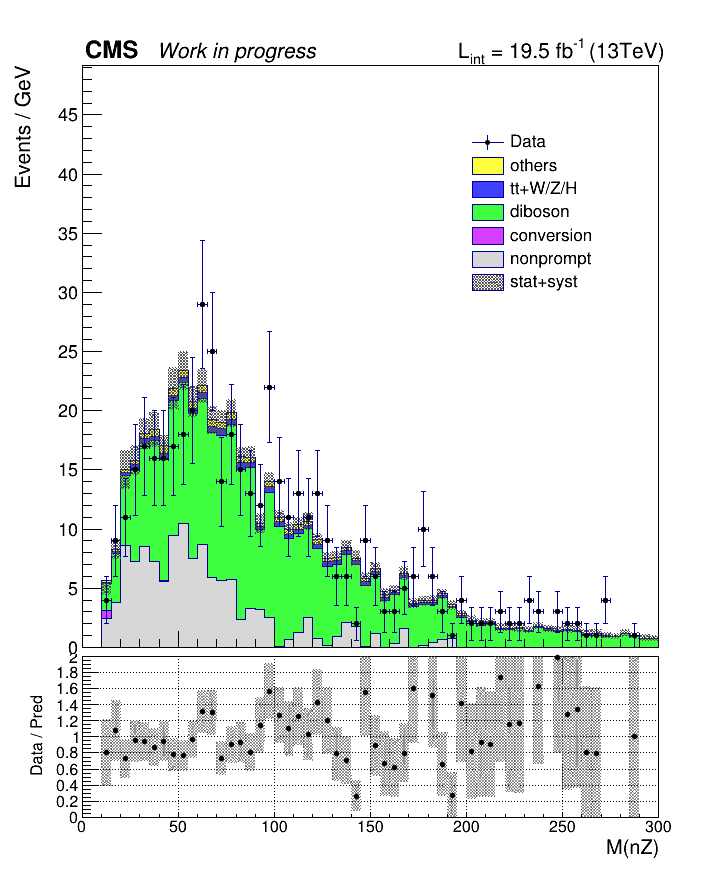 CMS Work in progress L_int = 19.5 fb^-1 (13TeV)
Events / GeV
45
40
35
30
25
20
15
10
5
0
Data
others
tt+W/Z/H
diboson
conversion
nonprompt
stat+syst
Data / Pred
2
1.8
1.6
1.4
1.2
1
0.8
0.6
0.4
0.2
0
0 50 100 150 200 250 300
M(nZ)